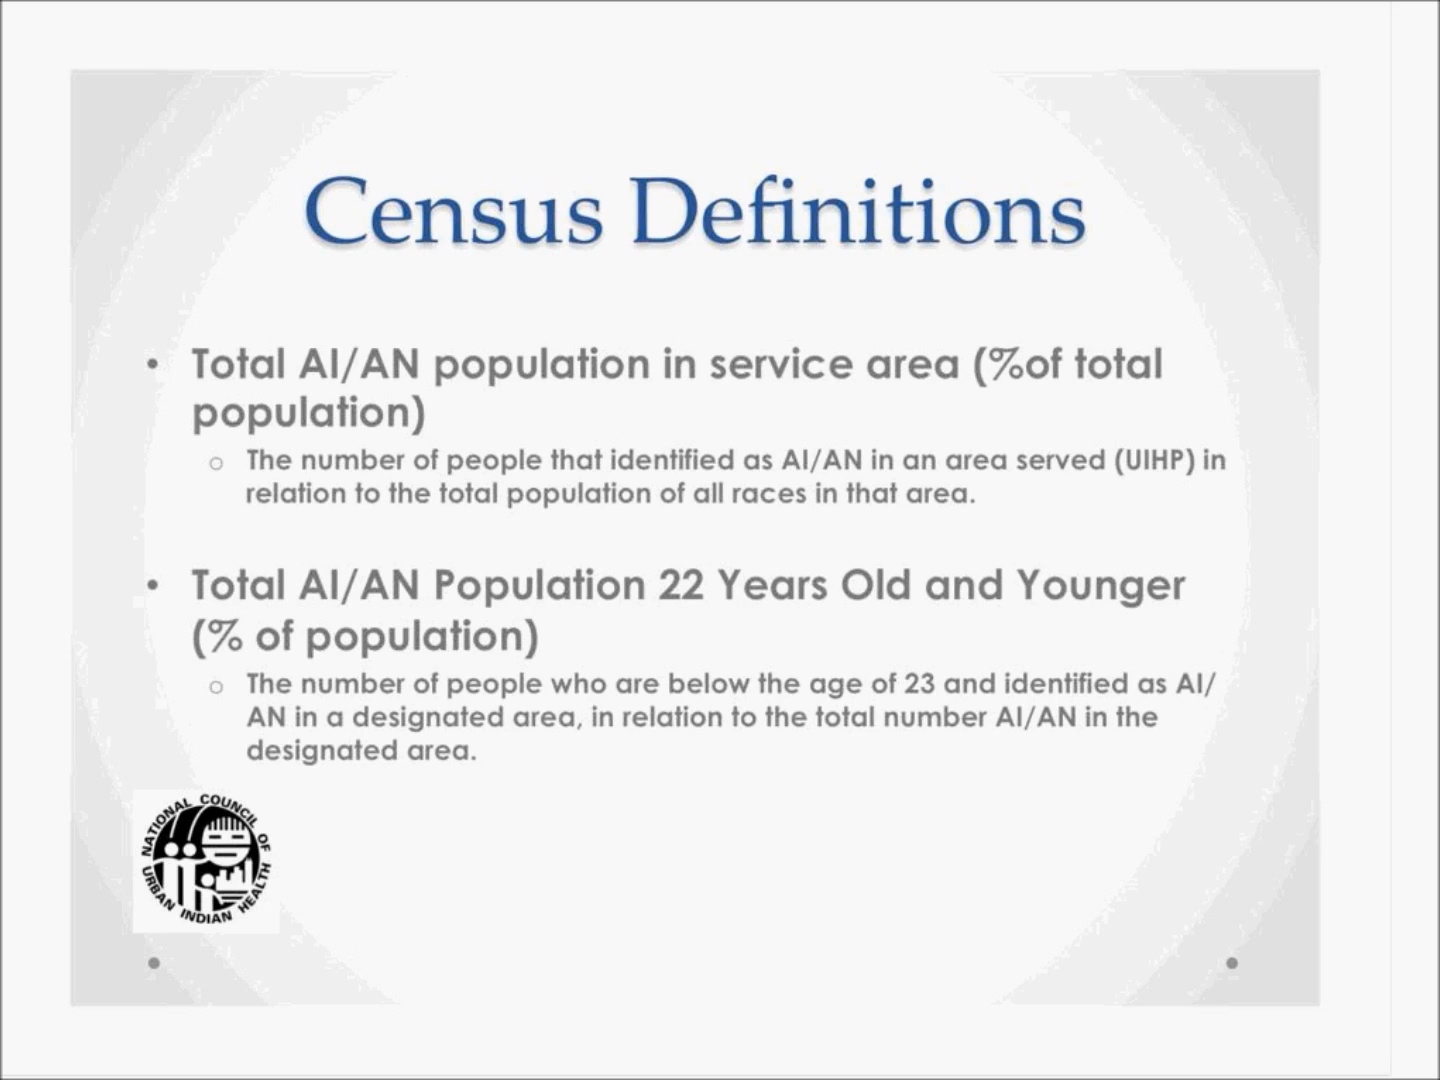 Census Definitions
• Total AI/AN population in service area (%of total
population)
o The number of people that identified as AI/AN in an area served (UIHP) in
relation to the total population of all races in that area.
• Total AI/AN Population 22 Years Old and Younger
(% of population)
o The number of people who are below the age of 23 and identified as AI/
AN in a designated area, in relation to the total number AI/AN in the
designated area.
NATIONAL COUNCIL OF
URBAN INDIAN HEALTH